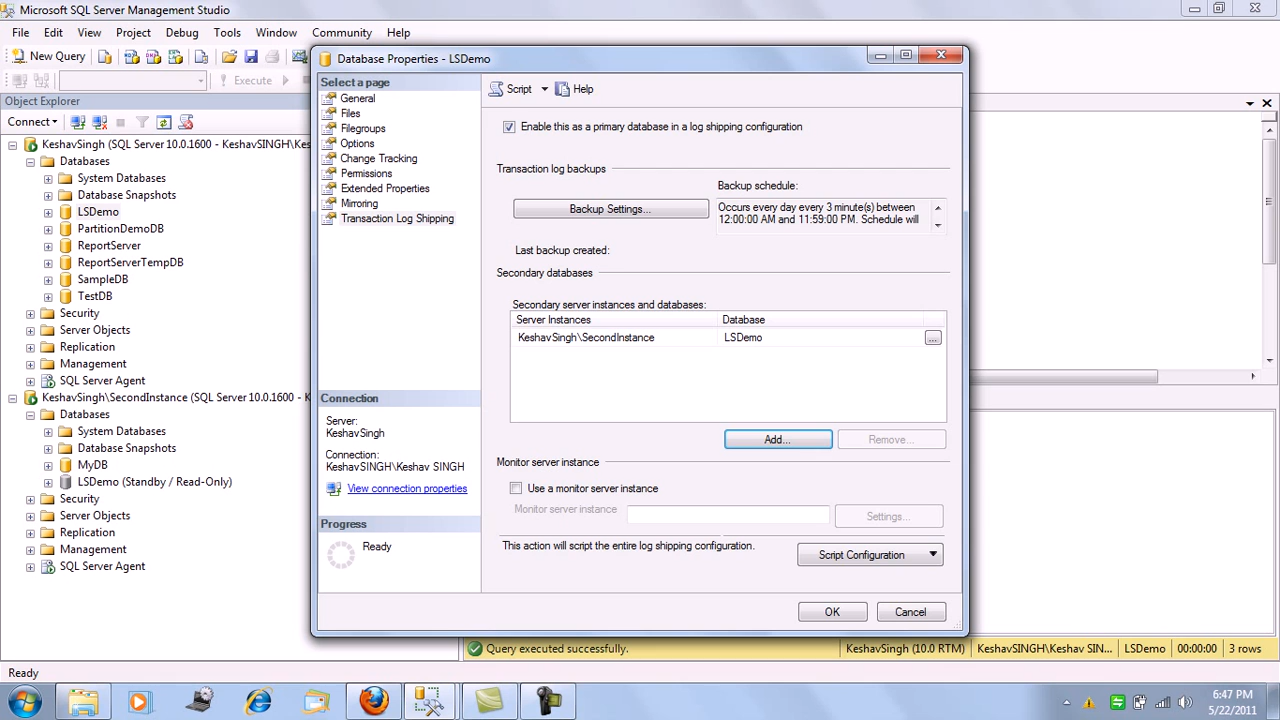 Microsoft SQL Server Management Studio
File Edit View Project Debug Tools Window Community Help
New Query
Execute
Object Explorer
Connect
KeshavSingh (SQL Server 10.0.1600 - KeshavSINGH\K
Databases
System Databases
Database Snapshots
LSDemo
PartitionDemoDB
ReportServer
ReportServerTempDB
SampleDB
TestDB
Security
Server Objects
Replication
Management
SQL Server Agent
KeshavSingh\SecondInstance (SQL Server 10.0.1600 - K
Databases
System Databases
Database Snapshots
MyDB
LSDemo (Standby / Read-Only)
Security
Server Objects
Replication
Management
SQL Server Agent
Database Properties - LSDemo
Select a page
General
Files
Filegroups
Options
Change Tracking
Permissions
Extended Properties
Mirroring
Transaction Log Shipping
Connection
Server:
KeshavSingh
Connection:
KeshavSINGH\Keshav SINGH
View connection properties
Progress
Ready
Script Help
Enable this as a primary database in a log shipping configuration
Transaction log backups
Backup schedule:
Backup Settings...
Occurs every day every 3 minute(s) between
12:00:00 AM and 11:59:00 PM. Schedule will
Last backup created:
Secondary databases
Secondary server instances and databases:
Server Instances Database
KeshavSingh\SecondInstance LSDemo ...
Add... Remove...
Monitor server instance
Use a monitor server instance
Monitor server instance Settings...
This action will script the entire log shipping configuration. Script Configuration
OK Cancel
Query executed successfully. KeshavSingh (10.0 RTM) KeshavSINGH\Keshav SIN... LSDemo 00:00:00 3 rows
Ready
6:47 PM
5/22/2011